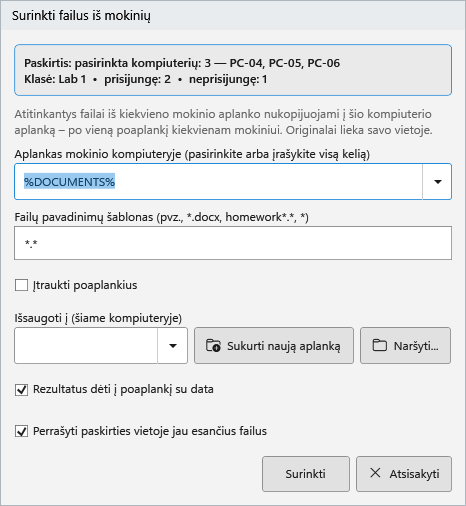 Surinkti failus iš mokinių
Paskirtis: pasirinkta kompiuterių: 3 — PC-04, PC-05, PC-06
Klasė: Lab 1 • prisijungę: 2 • neprisijungę: 1
Atitinkantys failai iš kiekvieno mokinio aplanko nukopijuojami į šio kompiuterio
aplanką – po vieną poaplankį kiekvienam mokiniui. Originalai lieka savo vietoje.
Aplankas mokinio kompiuteryje (pasirinkite arba įrašykite visą kelią)
%DOCUMENTS%
Failų pavadinimų šablonas (pvz., *.docx, homework*.*, *)
*.*
Įtraukti poaplankius
Išsaugoti į (šiame kompiuteryje)
Sukurti naują aplanką
Naršyti...
Rezultatus dėti į poaplankį su data
Perrašyti paskirties vietoje jau esančius failus
Surinkti
Atsisakyti